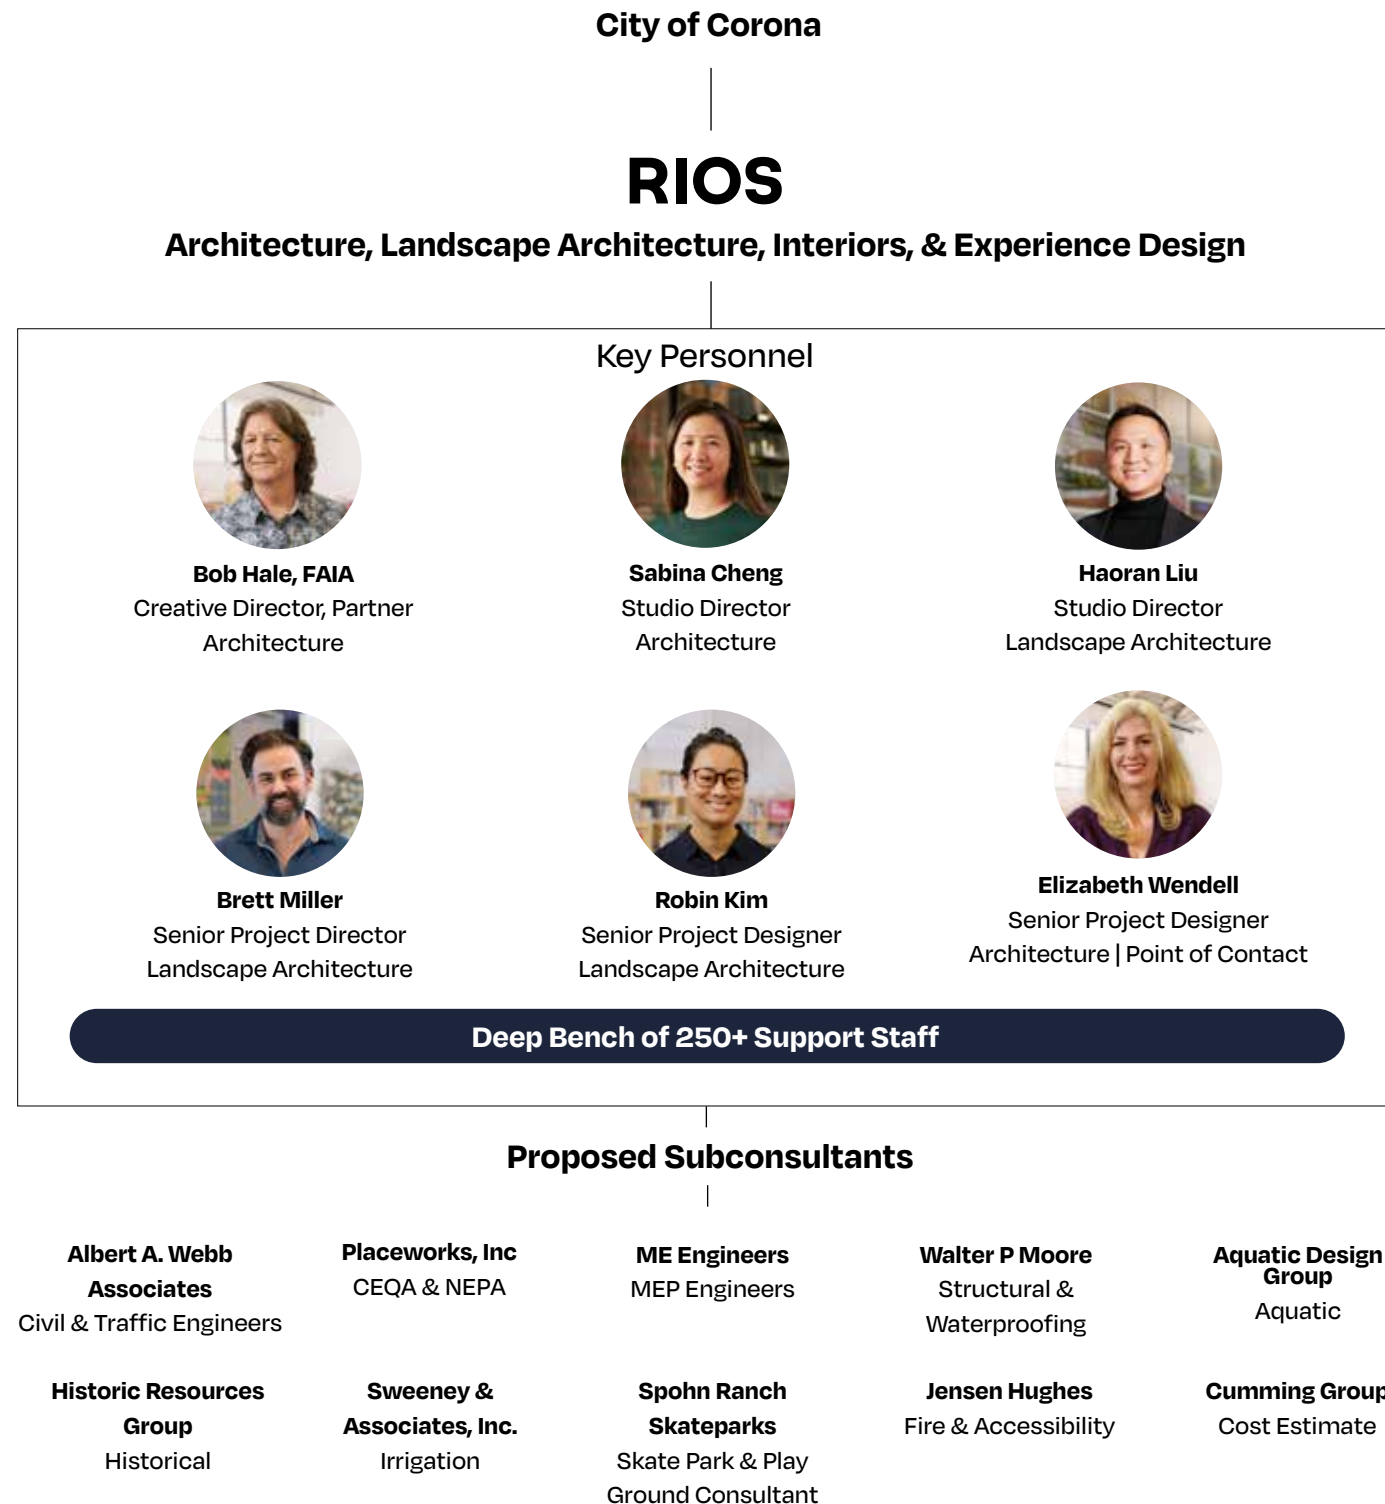 City of Corona
RIOS
Architecture, Landscape Architecture, Interiors, & Experience Design
Key Personnel
Bob Hale, FAIA
Creative Director, Partner
Architecture
Sabina Cheng
Studio Director
Architecture
Haoran Liu
Studio Director
Landscape Architecture
Brett Miller
Senior Project Director
Landscape Architecture
Robin Kim
Senior Project Designer
Landscape Architecture
Elizabeth Wendell
Senior Project Designer
Architecture | Point of Contact
Deep Bench of 250+ Support Staff
Proposed Subconsultants
Albert A. Webb
Associates
Civil & Traffic Engineers
Placeworks, Inc
CEQA & NEPA
ME Engineers
MEP Engineers
Walter P Moore
Structural &
Waterproofing
Aquatic Design
Group
Aquatic
Historic Resources
Group
Historical
Sweeney &
Associates, Inc.
Irrigation
Spohn Ranch
Skateparks
Skate Park & Play
Ground Consultant
Jensen Hughes
Fire & Accessibility
Cumming Group
Cost Estimate